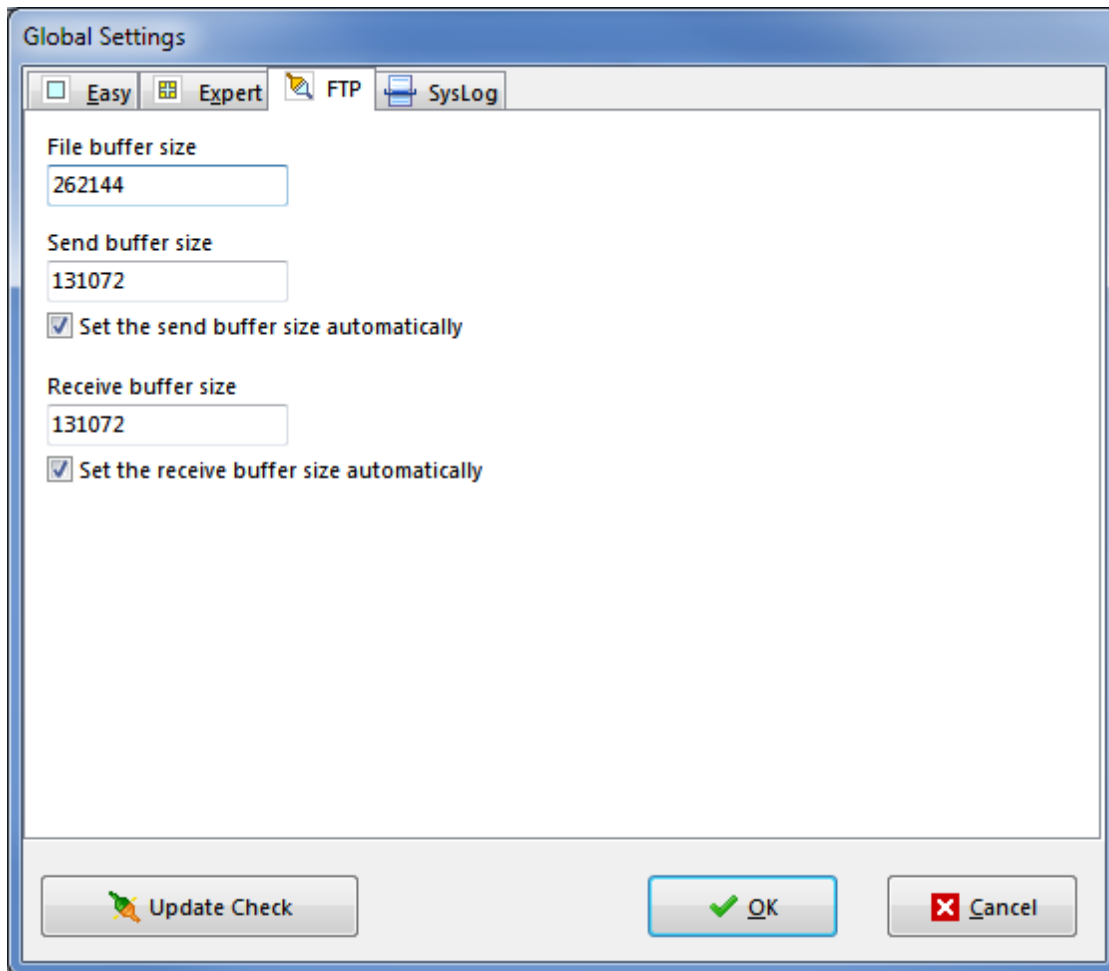 Global Settings
Easy Expert FTP SysLog
File buffer size
262144
Send buffer size
131072
Set the send buffer size automatically
Receive buffer size
131072
Set the receive buffer size automatically
Update Check OK Cancel